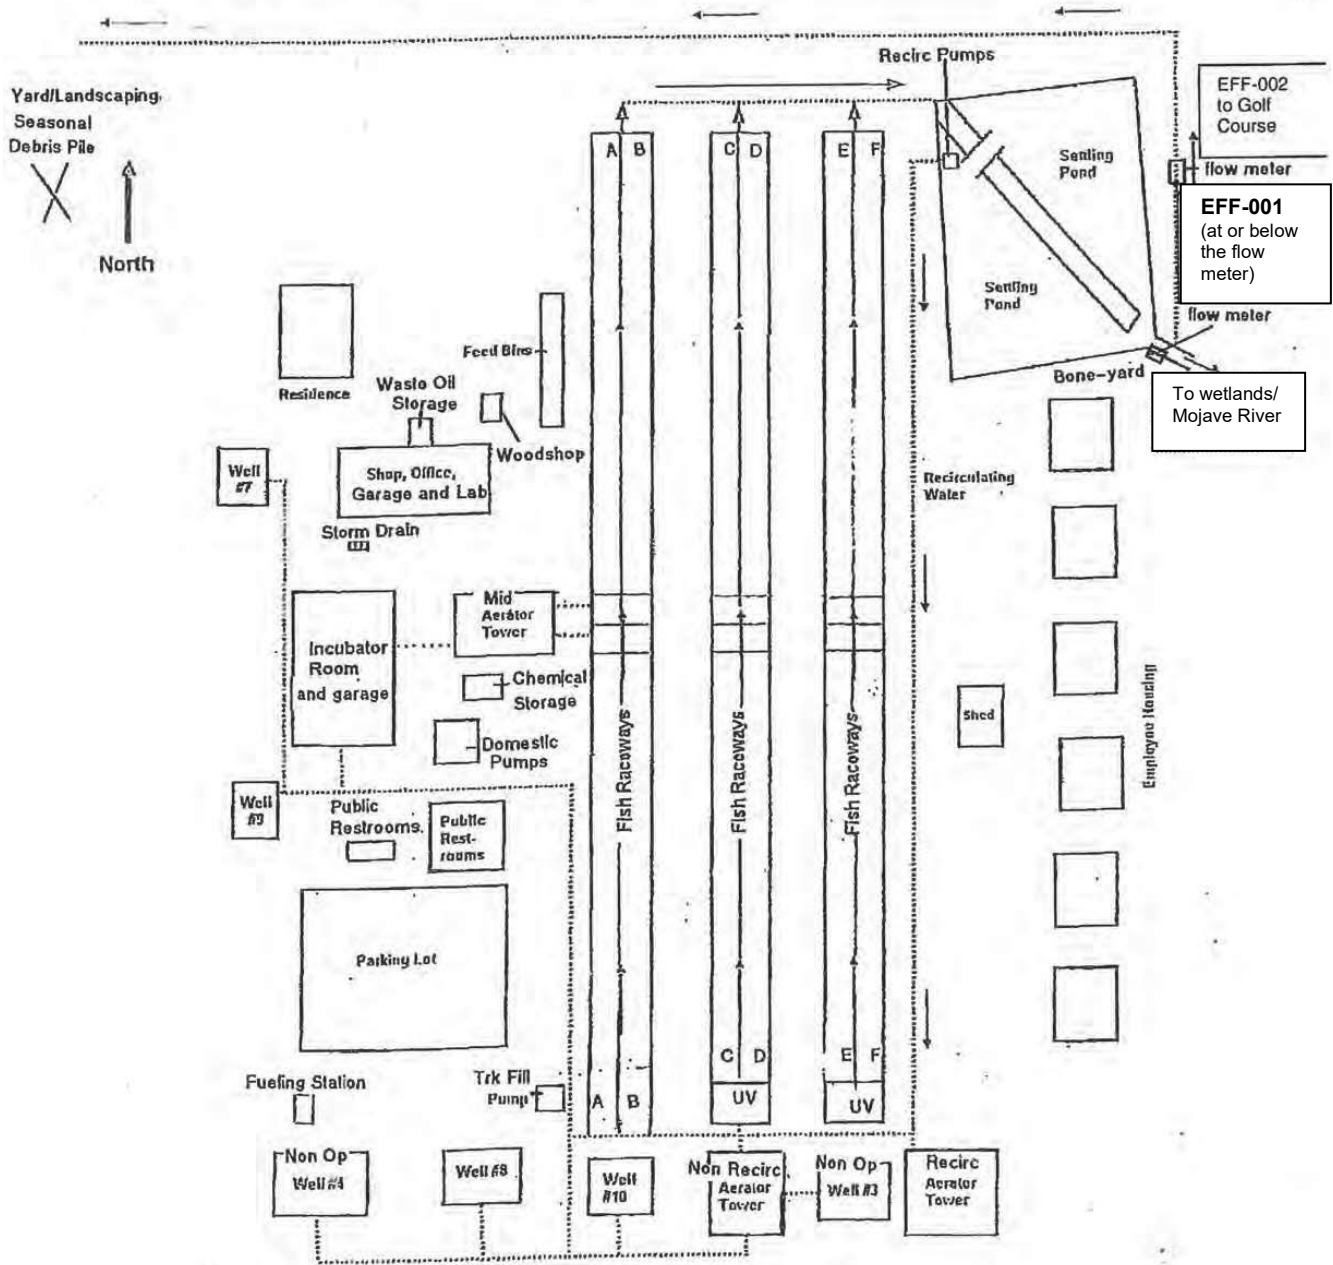 Recirc Pumps
Yard/Landscaping,
Seasonal
Debris Pile
North
EFF-002
to Golf
Course
flow meter
EFF-001
(at or below
the flow
meter)
flow meter
A B
C D
E F
Settling
Pond
Settling
Pond
Bone-yard
To wetlands/
Mojave River
Residence
Feed Bins
Waste Oil
Storage
Woodshop
Well
#7
Shop, Office,
Garage and Lab
Storm Drain
Recirculating
Water
Mid
Aerator
Tower
Incubator
Room
and garage
Chemical
Storage
Domestic
Pumps
Shed
Employee Housing
Fish Raceways
Fish Raceways
Fish Raceways
Well
#9
Public
Restrooms.
Public
Rest-
rooms
Parking Lot
Fueling Station
Trk Fill
Pump
C D
E F
A B
UV
UV
Non Op
Well #4
Well #8
Well
#10
Non Recirc
Aerator
Tower
Non Op
Well #3
Recirc
Aerator
Tower